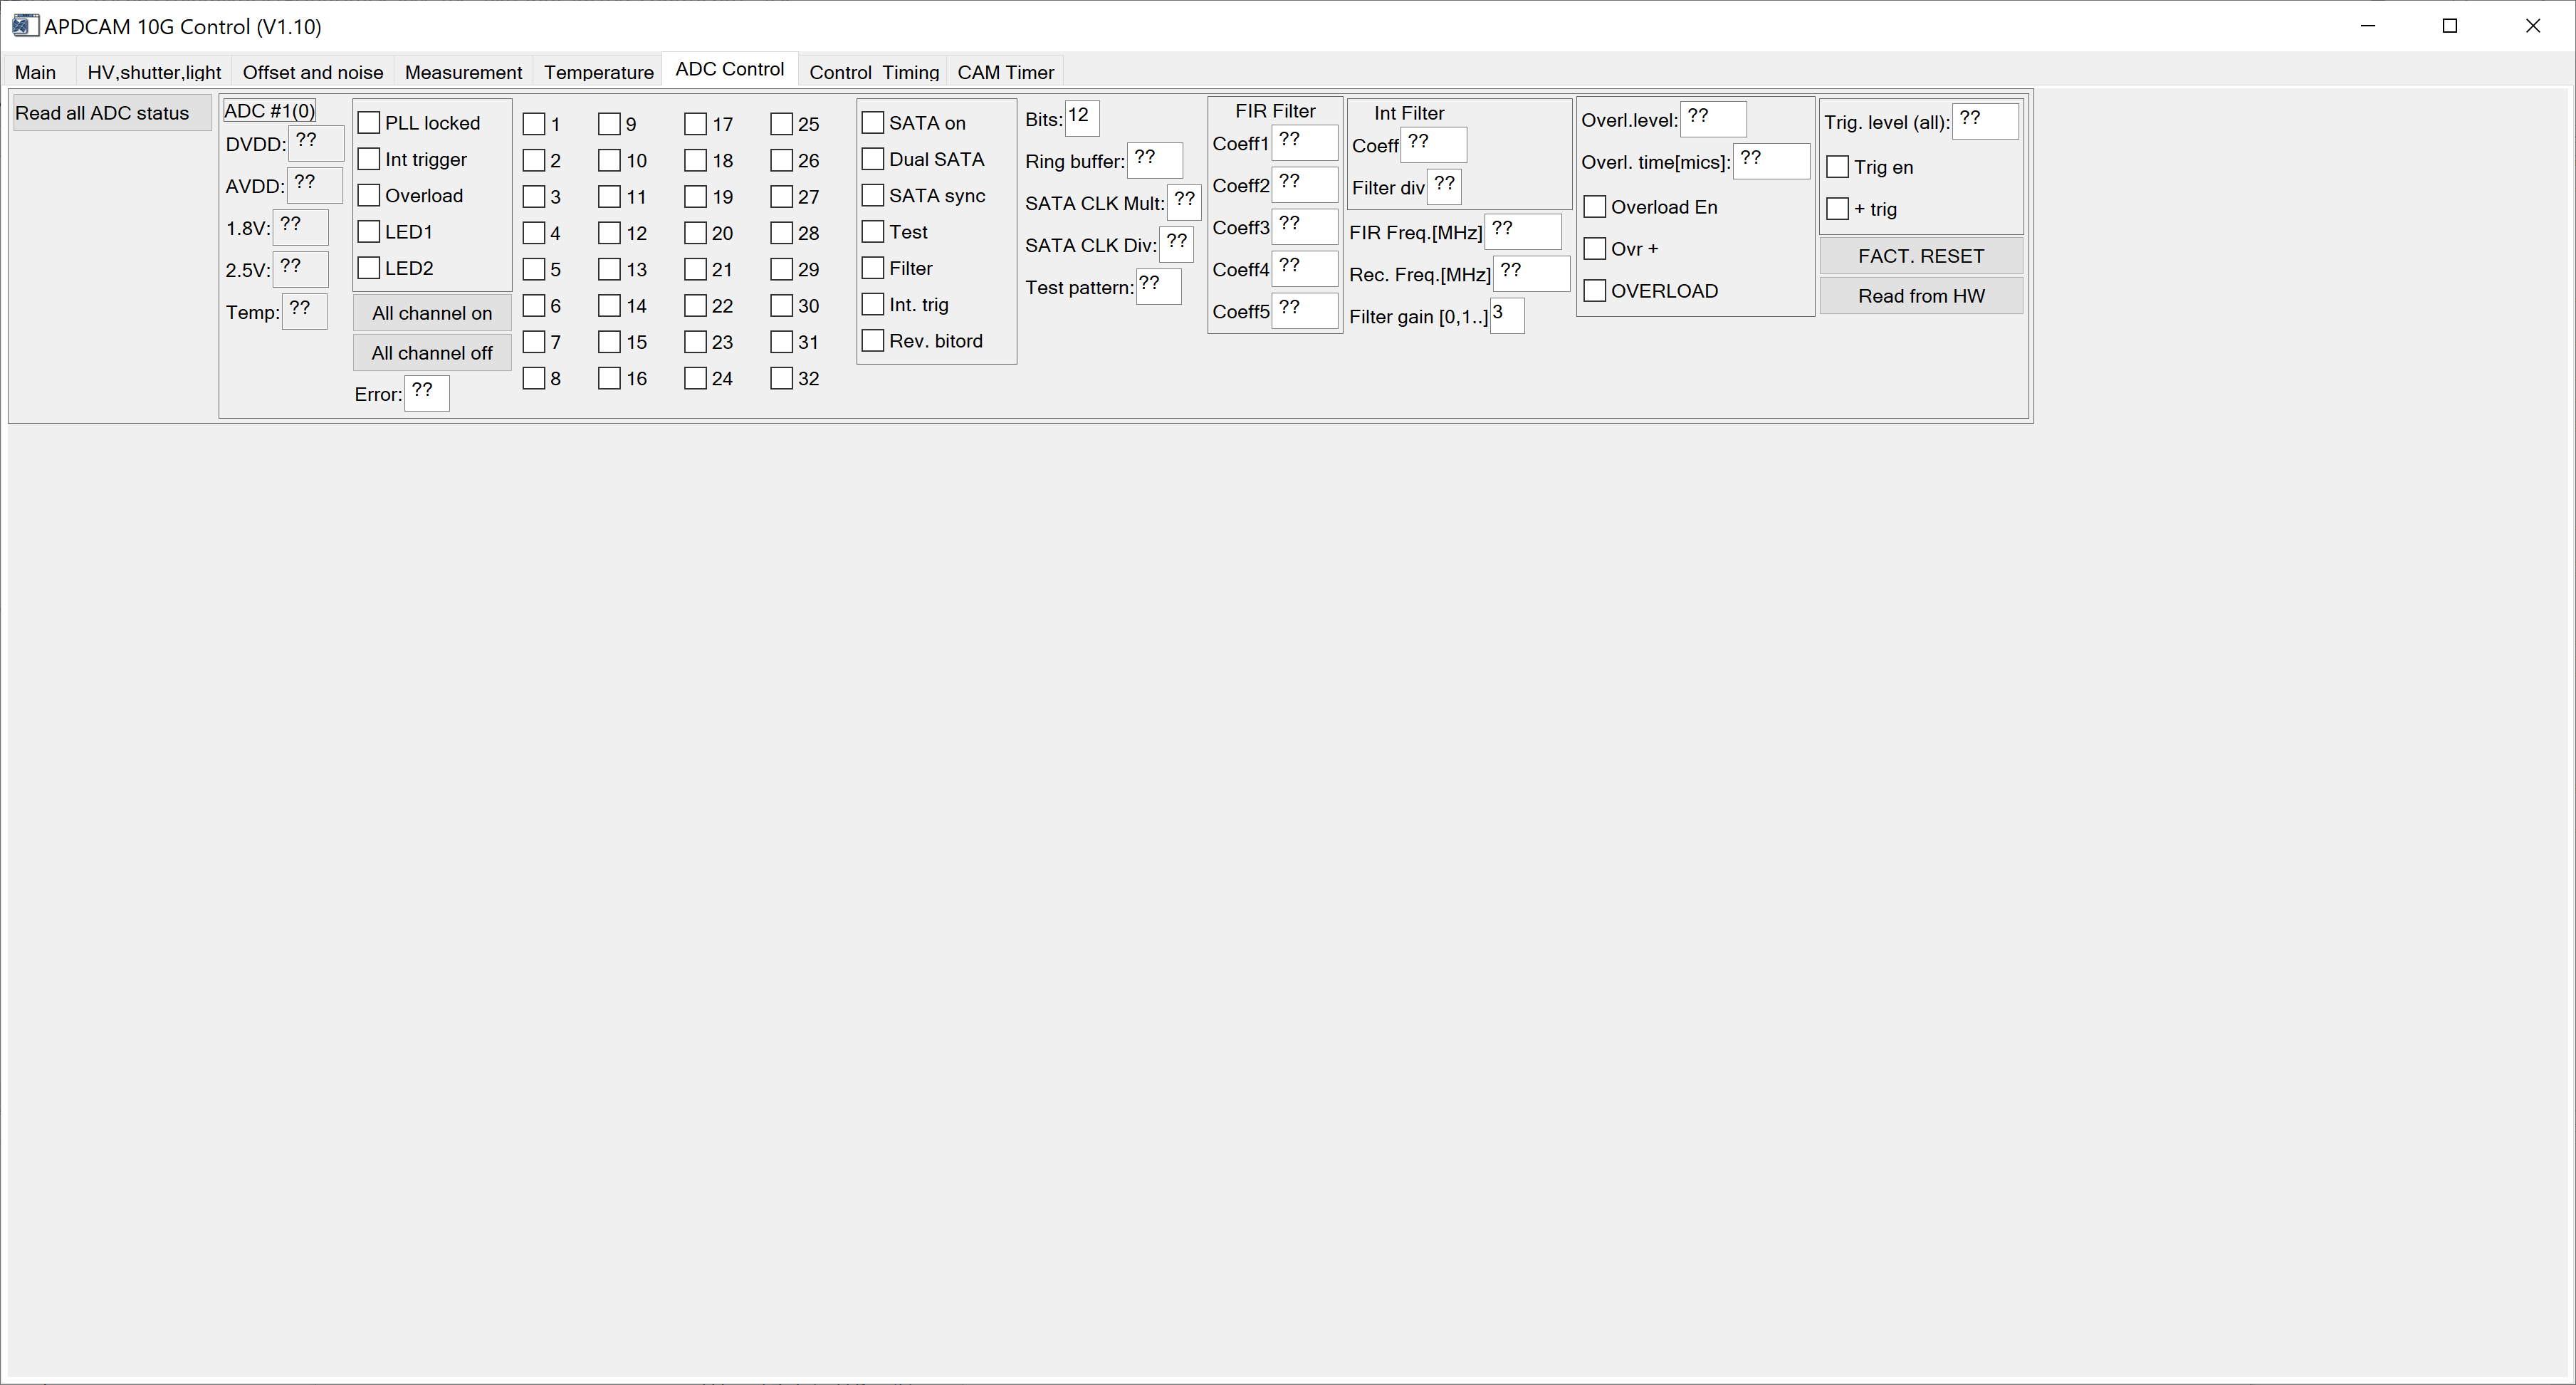 APDCAM 10G Control (V1.10)
Main HV,shutter,light Offset and noise Measurement Temperature ADC Control Control Timing CAM Timer
Read all ADC status
ADC #1(0)
DVDD: ??
AVDD: ??
1.8V: ??
2.5V: ??
Temp: ??
PLL locked
Int trigger
Overload
LED1
LED2
All channel on
All channel off
Error: ??
1 9 17 25
2 10 18 26
3 11 19 27
4 12 20 28
5 13 21 29
6 14 22 30
7 15 23 31
8 16 24 32
SATA on
Dual SATA
SATA sync
Test
Filter
Int. trig
Rev. bitord
Bits: 12
Ring buffer: ??
SATA CLK Mult: ??
SATA CLK Div: ??
Test pattern: ??
FIR Filter
Coeff1 ??
Coeff2 ??
Coeff3 ??
Coeff4 ??
Coeff5 ??
Int Filter
Coeff ??
Filter div ??
FIR Freq.[MHz] ??
Rec. Freq.[MHz] ??
Filter gain [0,1..] 3
Overl.level: ??
Overl. time[mics]: ??
Overload En
Ovr +
OVERLOAD
Trig. level (all): ??
Trig en
+ trig
FACT. RESET
Read from HW